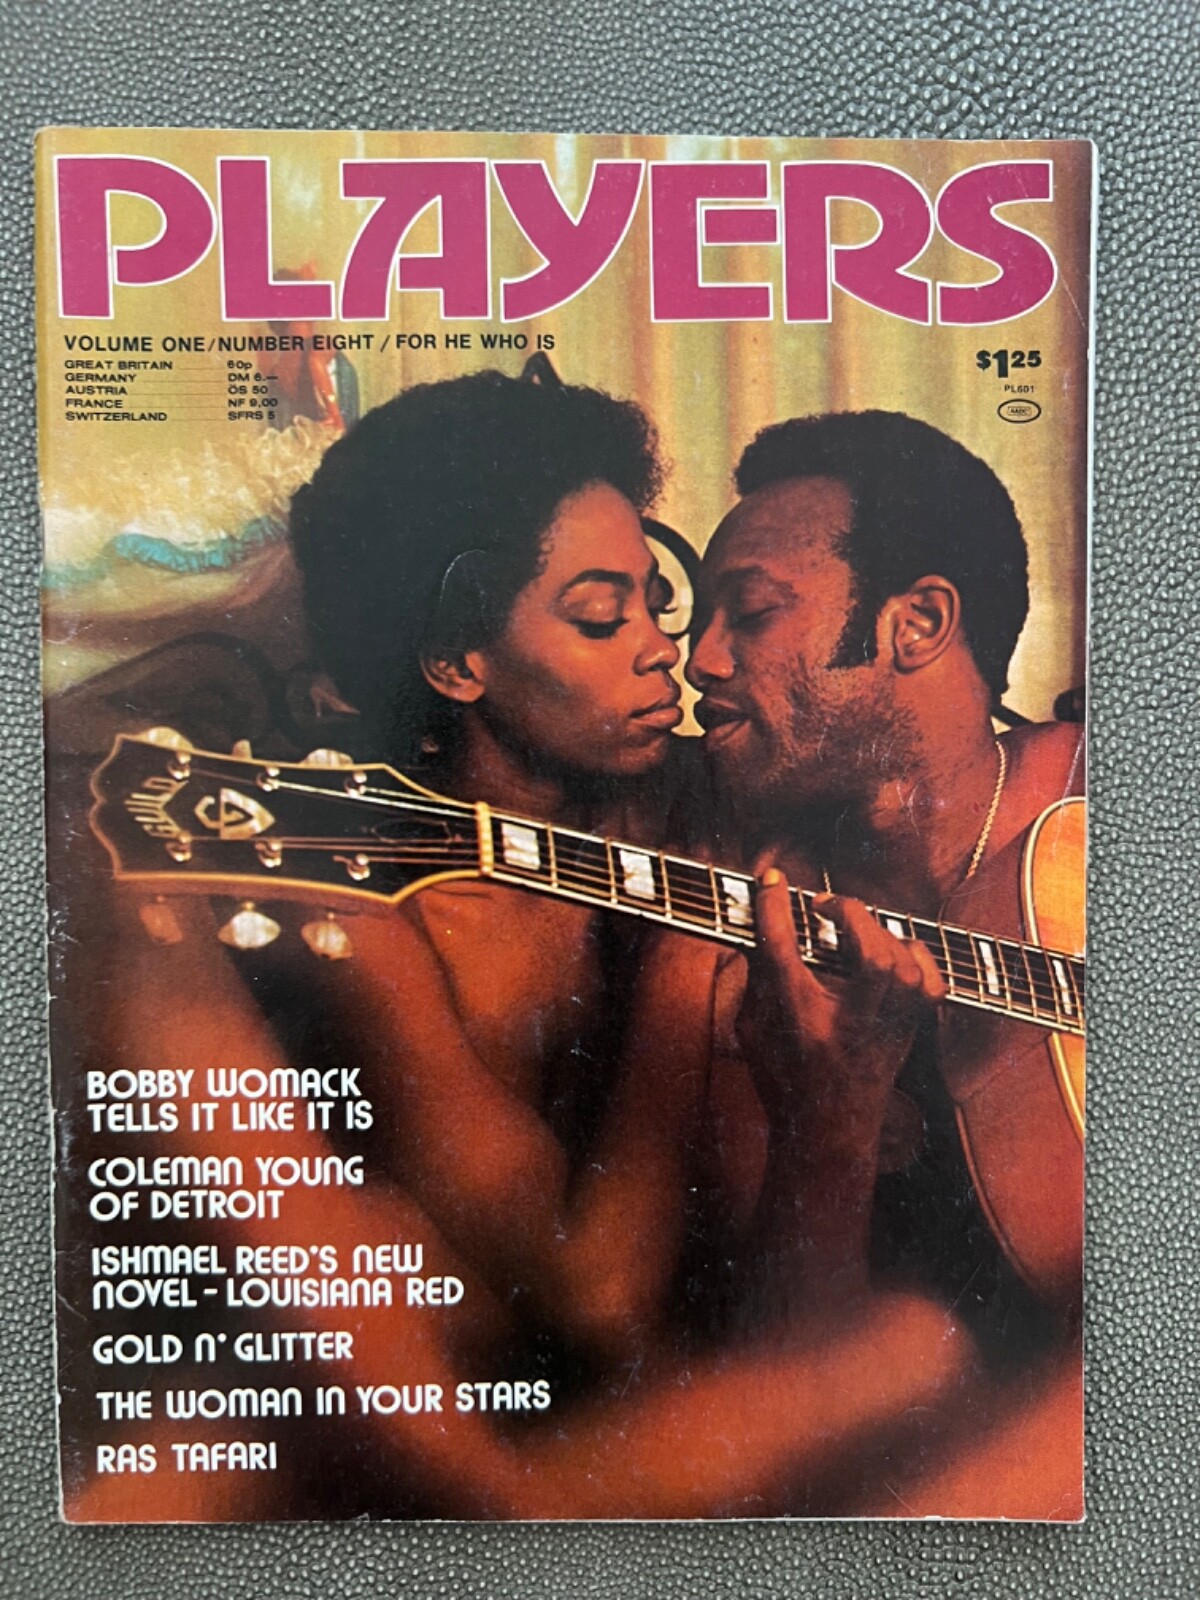 PLAYERS
VOLUME ONE/NUMBER EIGHT / FOR HE WHO IS
GREAT BRITAIN 60p
GERMANY DM 6.—
AUSTRIA ÖS 50
FRANCE NF 9,00
SWITZERLAND SFRS 5
$1.25
PL601
GUILD
G
BOBBY WOMACK
TELLS IT LIKE IT IS
COLEMAN YOUNG
OF DETROIT
ISHMAEL REED'S NEW
NOVEL - LOUISIANA RED
GOLD N' GLITTER
THE WOMAN IN YOUR STARS
RAS TAFARI